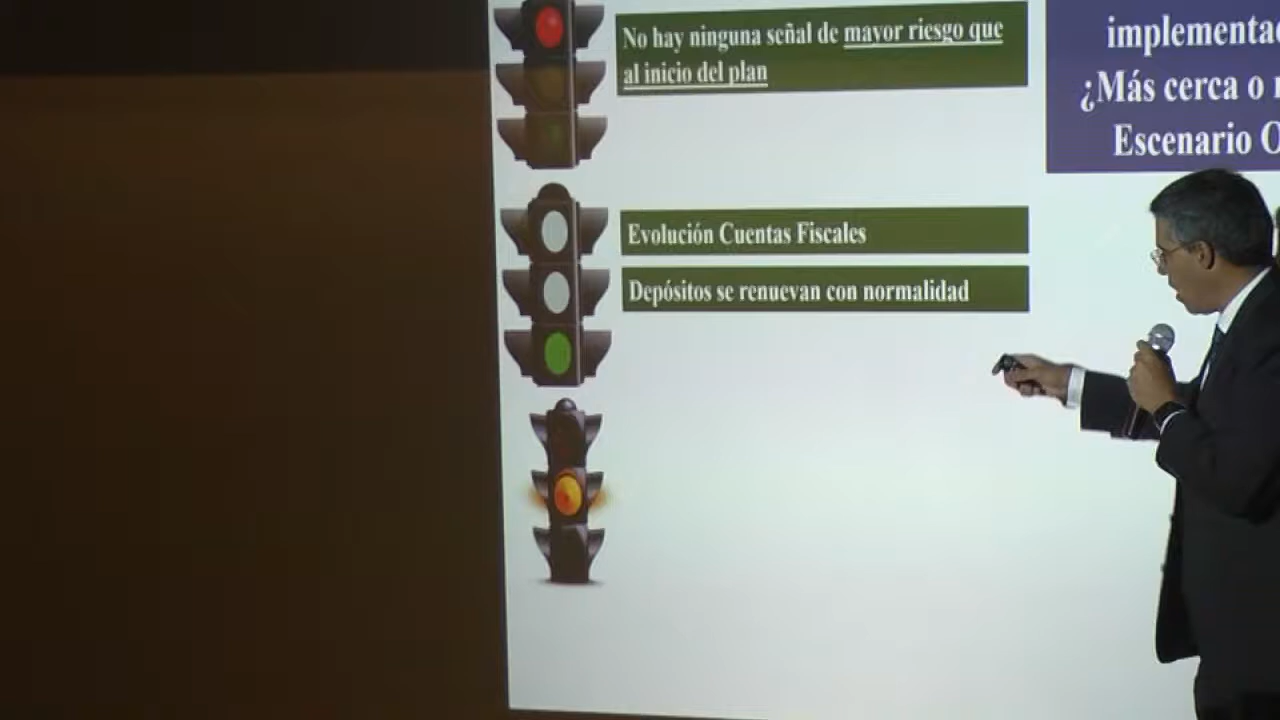 No hay ninguna señal de mayor riesgo que
al inicio del plan
¿Más cerca o
Escenario
Evolución Cuentas Fiscales
Depósitos se renuevan con normalidad